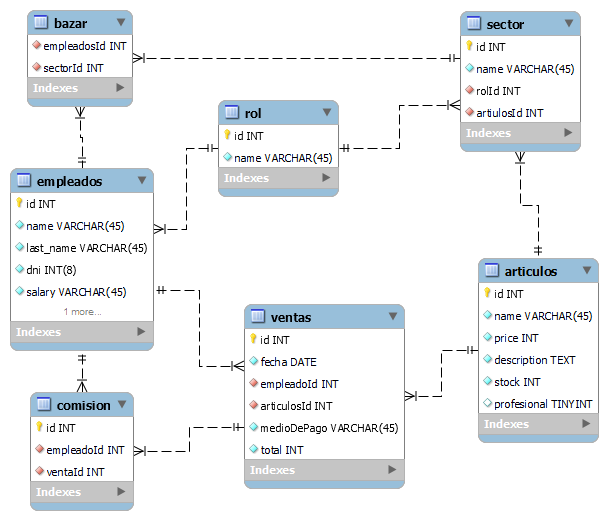 bazar
empleadosId INT
sectorId INT
Indexes
sector
id INT
name VARCHAR(45)
rolId INT
artiulosId INT
Indexes
rol
id INT
name VARCHAR(45)
Indexes
empleados
id INT
name VARCHAR(45)
last_name VARCHAR(45)
dni INT(8)
salary VARCHAR(45)
1 more...
Indexes
articulos
id INT
name VARCHAR(45)
price INT
description TEXT
stock INT
profesional TINYINT
Indexes
ventas
id INT
fecha DATE
empleadoId INT
articulosId INT
medioDePago VARCHAR(45)
total INT
Indexes
comision
id INT
empleadoId INT
ventaId INT
Indexes